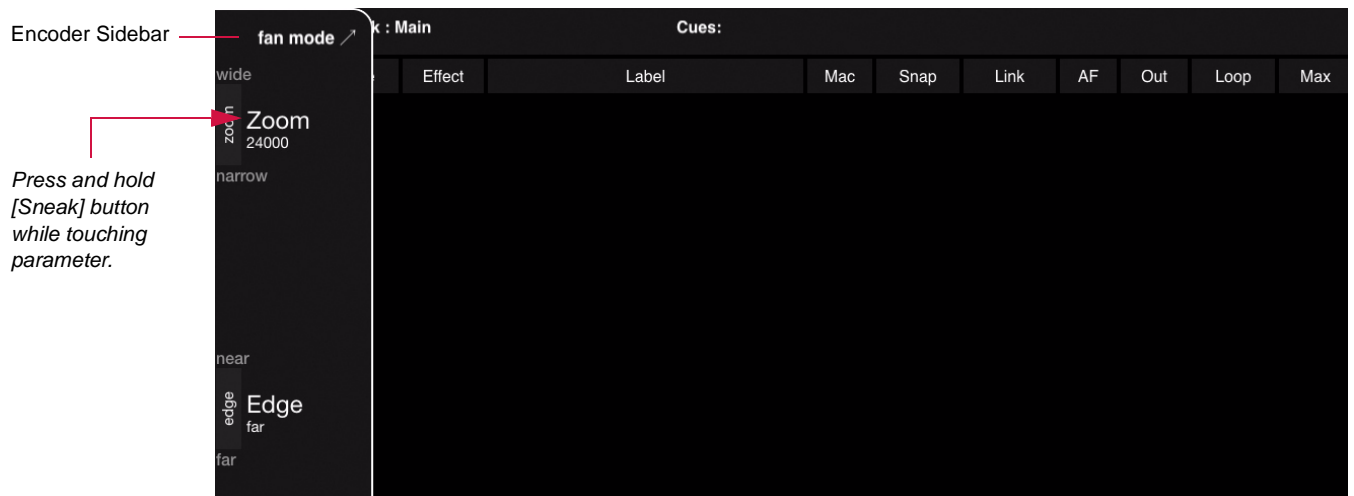 Encoder Sidebar
fan mode
k : Main
Cues:
wide
Effect
Label
Mac
Snap
Link
AF
Out
Loop
Max
zoom
Zoom
24000
narrow
Press and hold
[Sneak] button
while touching
parameter.
near
edge
Edge
far
far